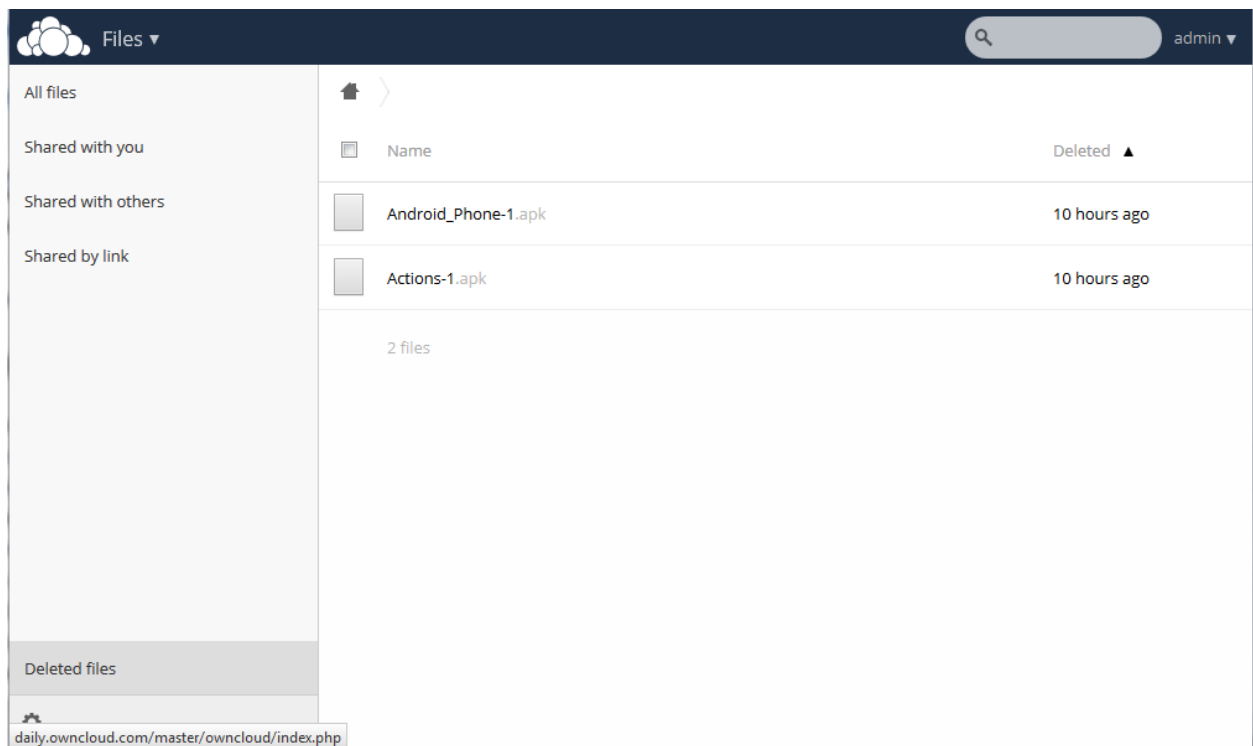 Files ▾ admin ▾
All files
Shared with you
Shared with others
Shared by link
Name Deleted ▲
Android_Phone-1.apk 10 hours ago
Actions-1.apk 10 hours ago
2 files
Deleted files
daily.owncloud.com/master/owncloud/index.php